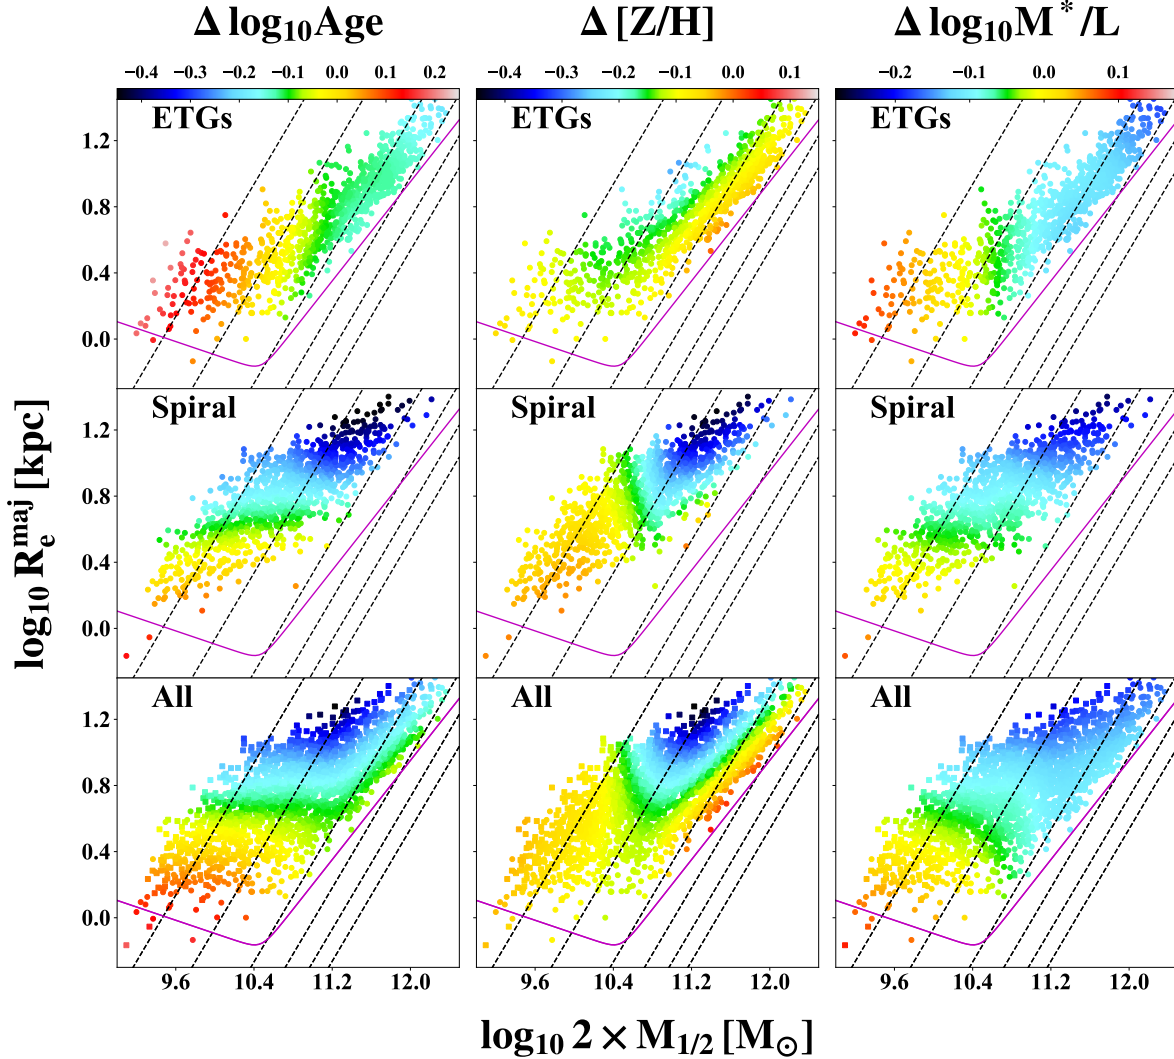 Δ log₁₀Age Δ [Z/H] Δ log₁₀M*/L
−0.4 −0.3 −0.2 −0.1 0.0 0.1 0.2 −0.4 −0.3 −0.2 −0.1 0.0 0.1 −0.2 −0.1 0.0 0.1
ETGs ETGs ETGs
1.2
0.8
0.4
0.0
Spiral Spiral Spiral
1.2
0.8
0.4
0.0
All All All
1.2
0.8
0.4
0.0
log₁₀ Rₑᵐᵃʲ [kpc]
9.6 10.4 11.2 12.0 9.6 10.4 11.2 12.0 9.6 10.4 11.2 12.0
log₁₀ 2 × M₁/₂ [M☉]